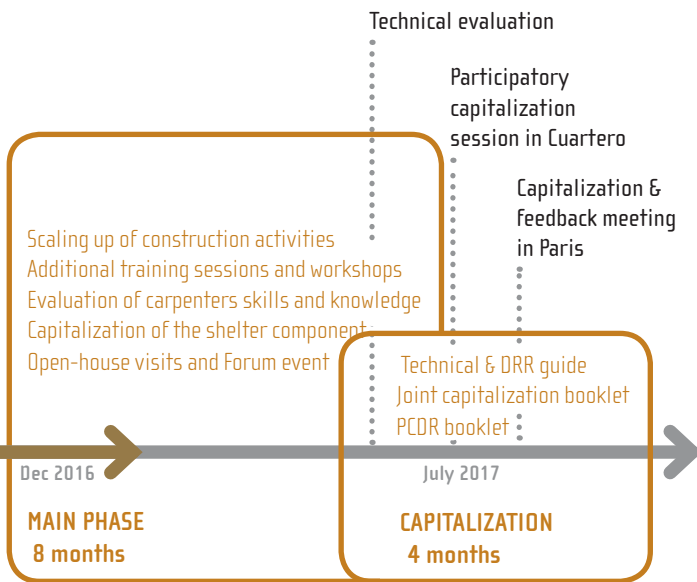 Technical evaluation
Participatory
capitalization
session in Cuartero
Capitalization &
feedback meeting
in Paris
Scaling up of construction activities
Additional training sessions and workshops
Evaluation of carpenters skills and knowledge
Capitalization of the shelter component
Open-house visits and Forum event
Technical & DRR guide
Joint capitalization booklet
PCDR booklet
Dec 2016
July 2017
MAIN PHASE
8 months
CAPITALIZATION
4 months